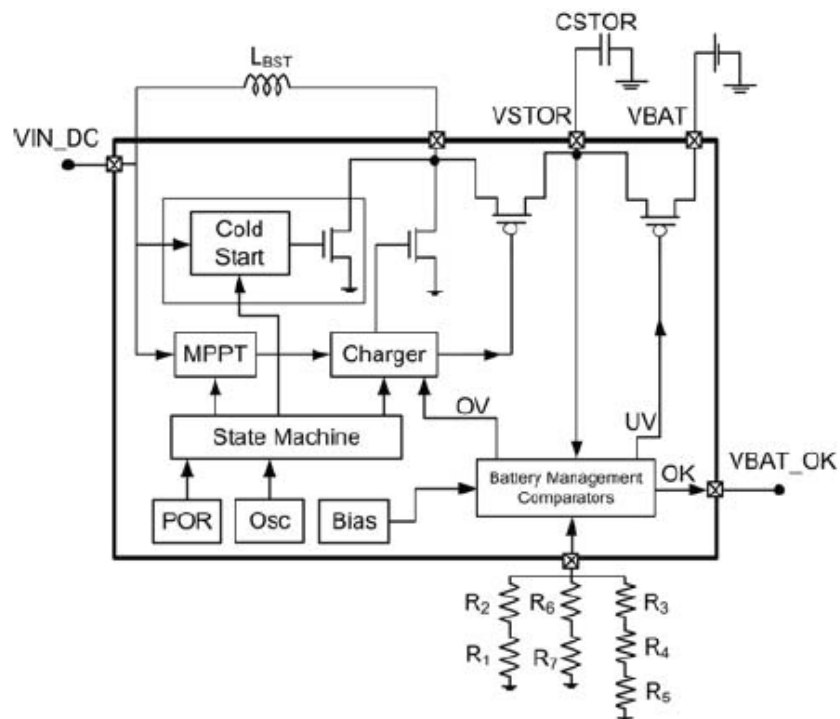 CSTOR
L_BST
VSTOR
VBAT
VIN_DC
Cold
Start
MPPT
Charger
OV
UV
State Machine
VBAT_OK
Battery Management
Comparators
OK
POR
Osc
Bias
R2
R6
R3
R1
R7
R4
R5